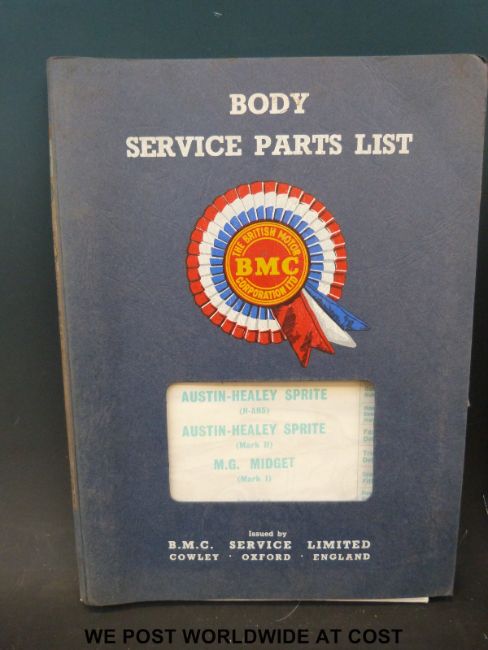 BODY
SERVICE PARTS LIST
THE BRITISH MOTOR
BMC
CORPORATION LTD
AUSTIN-HEALEY SPRITE
(H-AN5)
AUSTIN-HEALEY SPRITE
(Mark II)
M.G. MIDGET
(Mark I)
Issued by
B.M.C. SERVICE LIMITED
COWLEY · OXFORD · ENGLAND
WE POST WORLDWIDE AT COST